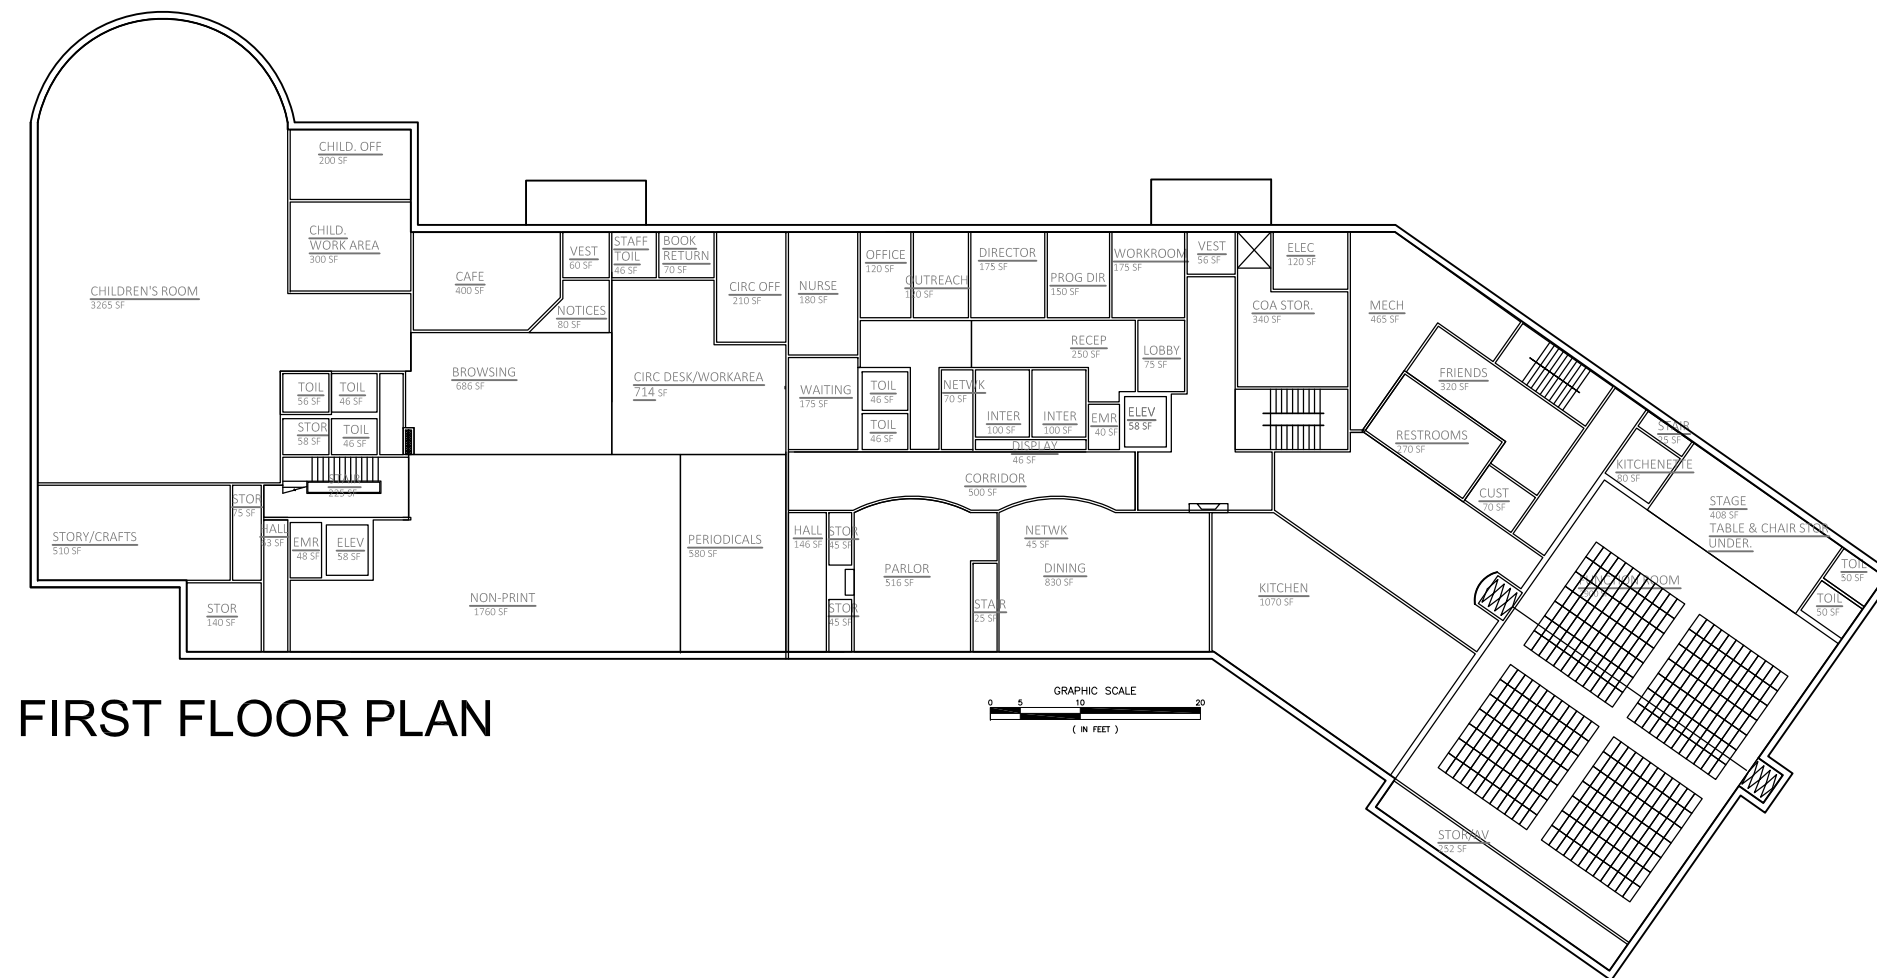 CHILD. OFF
200 SF
CHILD.
WORK AREA
300 SF
CHILDREN'S ROOM
3265 SF
CAFE
400 SF
VEST
60 SF
STAFF
TOIL
46 SF
BOOK
RETURN
70 SF
NOTICES
80 SF
CIRC OFF
210 SF
NURSE
180 SF
OFFICE
120 SF
OUTREACH
120 SF
DIRECTOR
175 SF
PROG DIR
150 SF
WORKROOM
175 SF
VEST
56 SF
ELEC
120 SF
COA STOR.
340 SF
MECH
465 SF
BROWSING
686 SF
CIRC DESK/WORKAREA
714 SF
WAITING
175 SF
RECEP
250 SF
LOBBY
75 SF
FRIENDS
320 SF
TOIL
56 SF
TOIL
46 SF
STOR
58 SF
TOIL
46 SF
TOIL
46 SF
TOIL
46 SF
NETWK
70 SF
INTER
100 SF
INTER
100 SF
EMR
40 SF
ELEV
58 SF
DISPLAY
46 SF
RESTROOMS
270 SF
STAIR
25 SF
KITCHENETTE
80 SF
CUST
70 SF
STAGE
408 SF
TABLE & CHAIR STOR
UNDER.
STAIR
225 SF
CORRIDOR
500 SF
STOR
75 SF
STORY/CRAFTS
510 SF
HALL
EMR
48 SF
ELEV
58 SF
PERIODICALS
580 SF
HALL
146 SF
STOR
45 SF
NETWK
45 SF
PARLOR
516 SF
DINING
830 SF
KITCHEN
1070 SF
FUNCTION ROOM
TOIL
50 SF
TOIL
50 SF
STOR
140 SF
NON-PRINT
1760 SF
STOR
45 SF
STAIR
25 SF
STOR/AV
252 SF
FIRST FLOOR PLAN
GRAPHIC SCALE
0 5 10 20
( IN FEET )